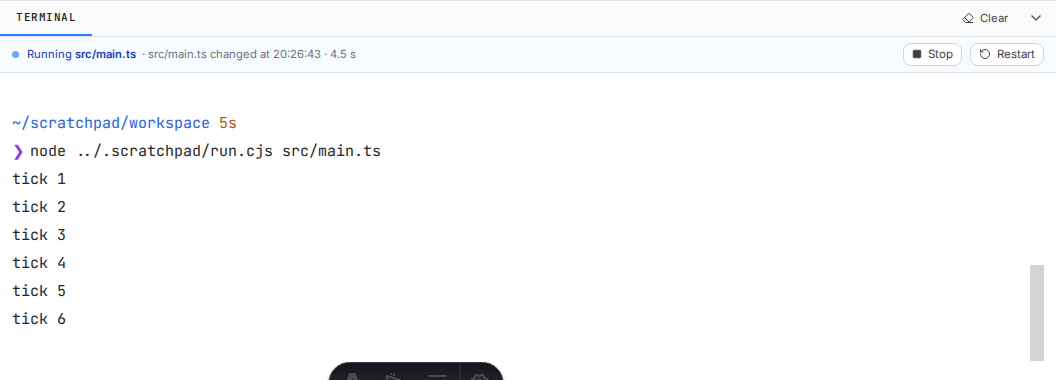 TERMINAL
Clear
Running src/main.ts · src/main.ts changed at 20:26:43 · 4.5 s
Stop
Restart
~/scratchpad/workspace 5s
❯ node ../.scratchpad/run.cjs src/main.ts
tick 1
tick 2
tick 3
tick 4
tick 5
tick 6